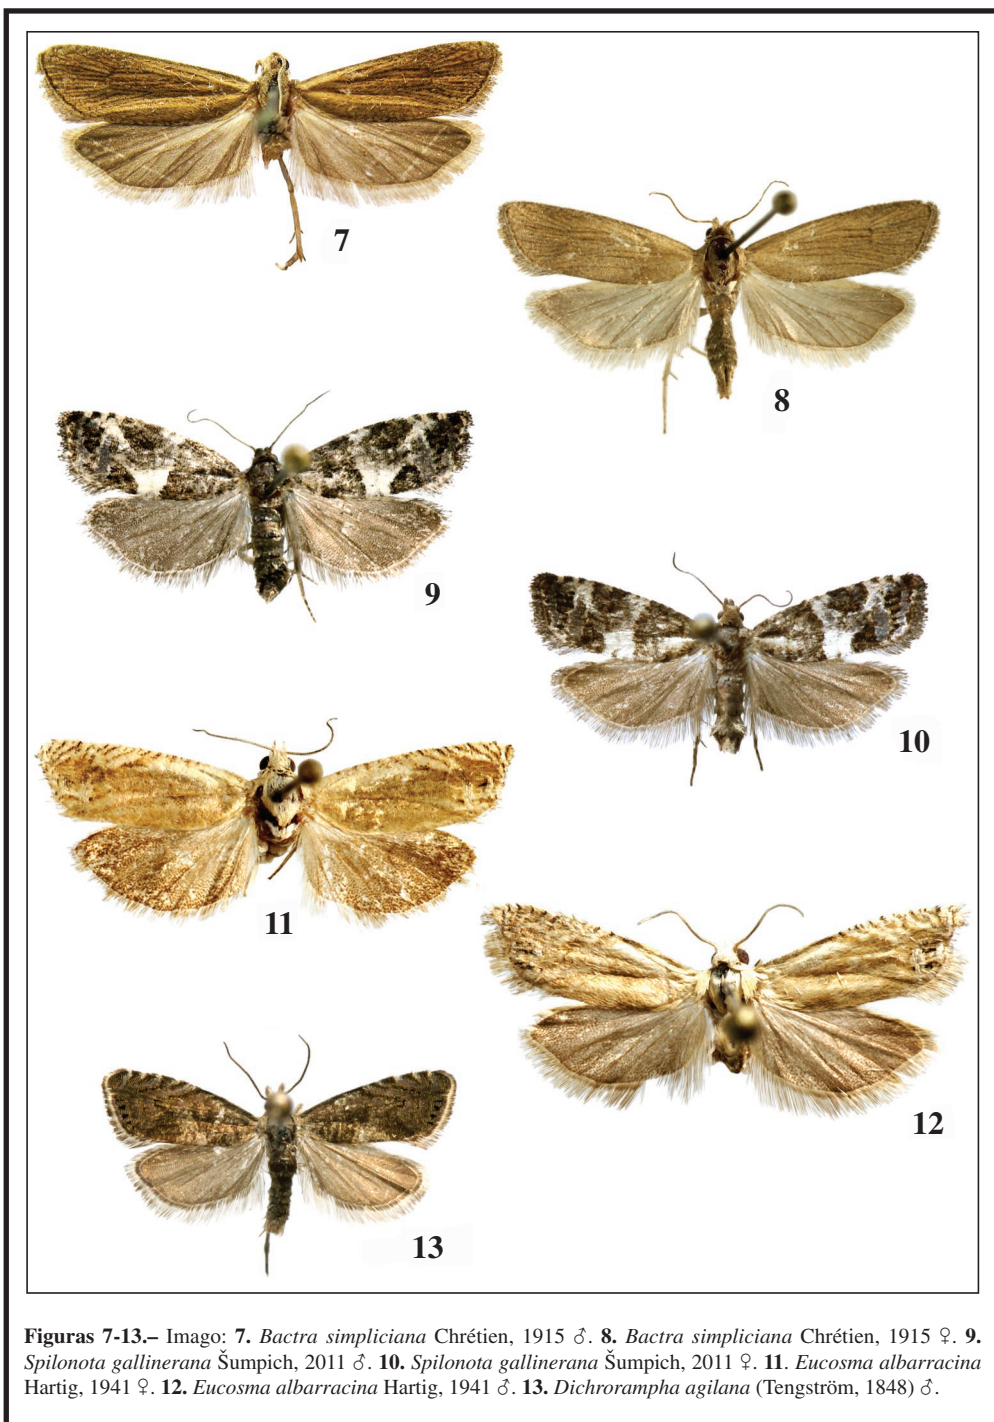 7
8
9
10
11
12
13
Figuras 7-13.– Imago: 7. Bactra simpliciana Chrétien, 1915 ♂. 8. Bactra simpliciana Chrétien, 1915 ♀. 9.
Spilonota gallinerana Šumpich, 2011 ♂. 10. Spilonota gallinerana Šumpich, 2011 ♀. 11. Eucosma albarracina
Hartig, 1941 ♀. 12. Eucosma albarracina Hartig, 1941 ♂. 13. Dichrorampha agilana (Tengström, 1848) ♂.